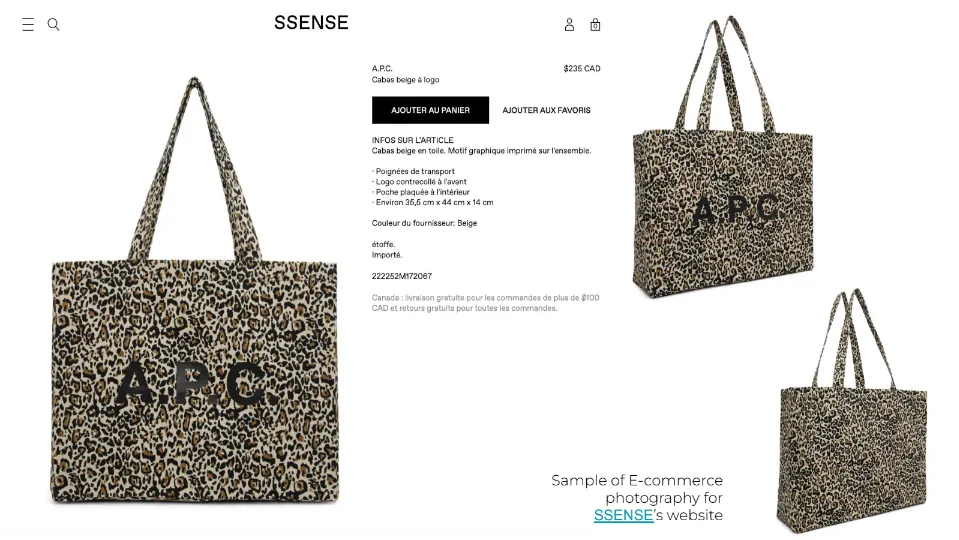 SSENSE
0
A.P.C.
$235 CAD
Cabas beige à logo
AJOUTER AU PANIER
AJOUTER AUX FAVORIS
INFOS SUR L'ARTICLE
Cabas beige en toile. Motif graphique imprimé sur l'ensemble.
· Poignées de transport
· Logo contrecollé à l'avant
· Poche plaquée à l'intérieur
· Environ 35,5 cm x 44 cm x 14 cm
Couleur du fournisseur: Beige
étoffe.
Importé.
222252M172067
Canada : livraison gratuite pour les commandes de plus de $100
CAD et retours gratuits pour toutes les commandes.
A.P.C.
A.P.C.
Sample of E-commerce
photography for
SSENSE's website